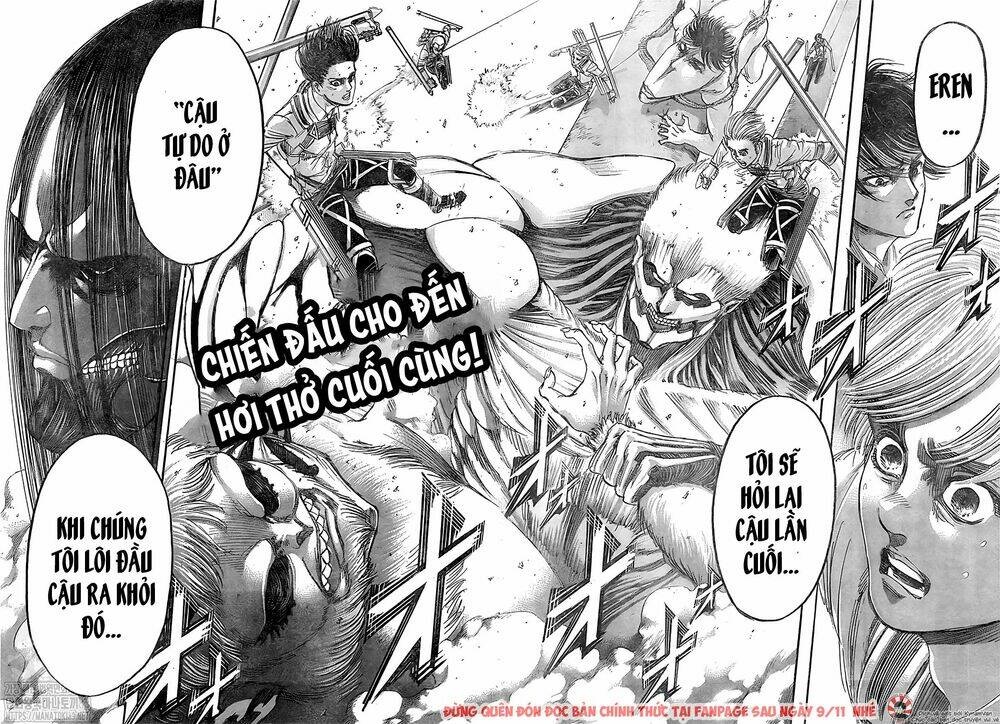 EREN
...
TÔI SẼ
HỎI LẠI
CẬU LẦN
CUỐI...
"CẬU
TỰ DO Ở
ĐÂU"
KHI CHÚNG
TÔI LÔI ĐẦU
CẬU RA KHỎI
ĐÓ...
CHIẾN ĐẤU CHO ĐẾN
HƠI THỞ CUỐI CÙNG!
ĐỪNG QUÊN ĐÓN ĐỌC BẢN CHÍNH THỨC TẠI FANPAGE SAU NGÀY 9/11 NHÉ